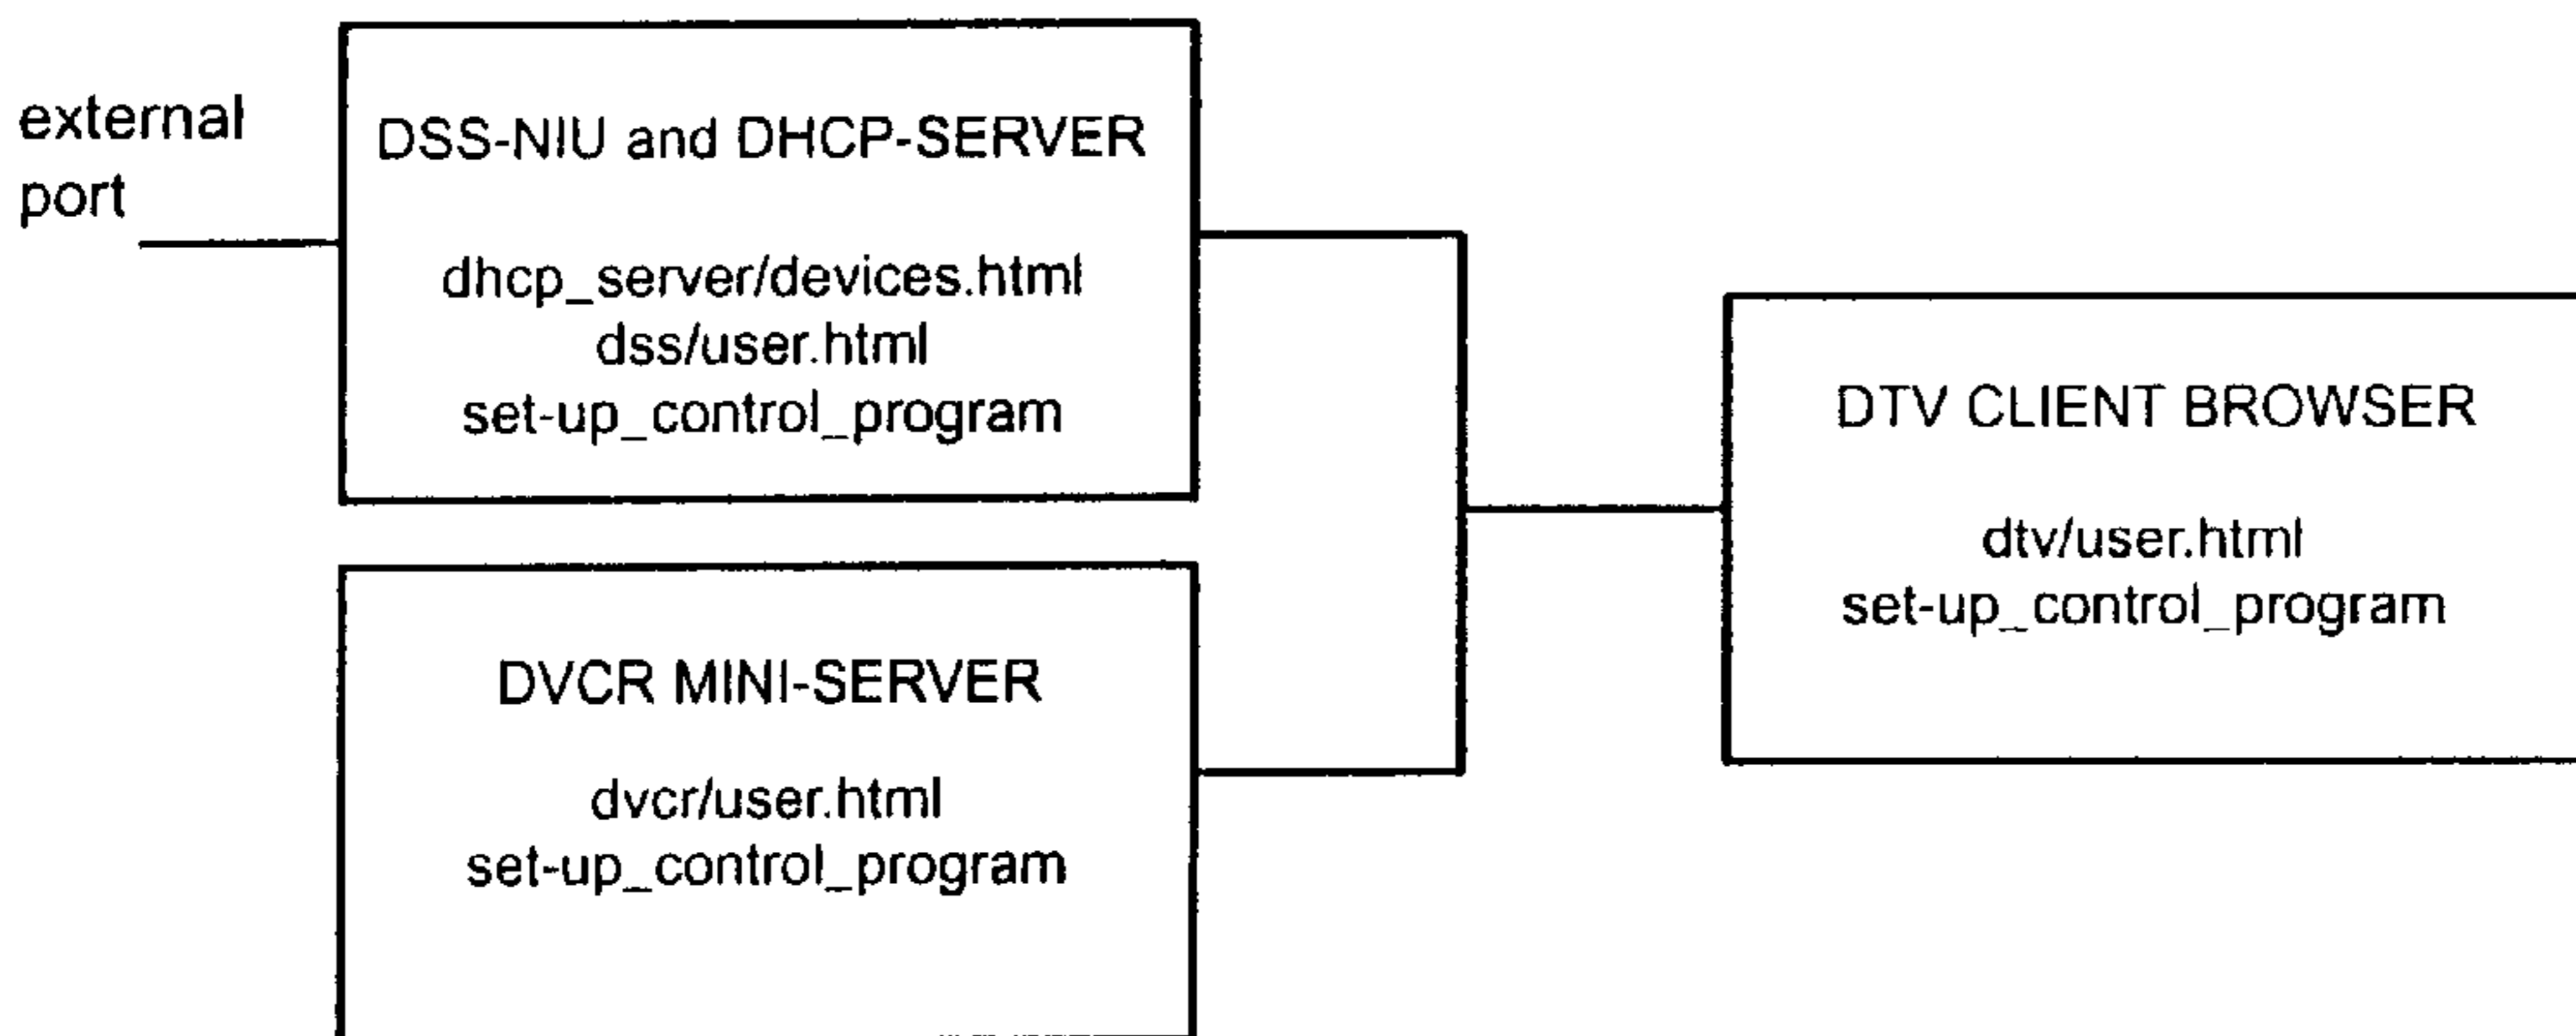 external
port
DSS-NIU and DHCP-SERVER
dhcp_server/devices.html
dss/user.html
set-up_control_program
DVCR MINI-SERVER
dvcr/user.html
set-up_control_program
DTV CLIENT BROWSER
dtv/user.html
set-up_control_program